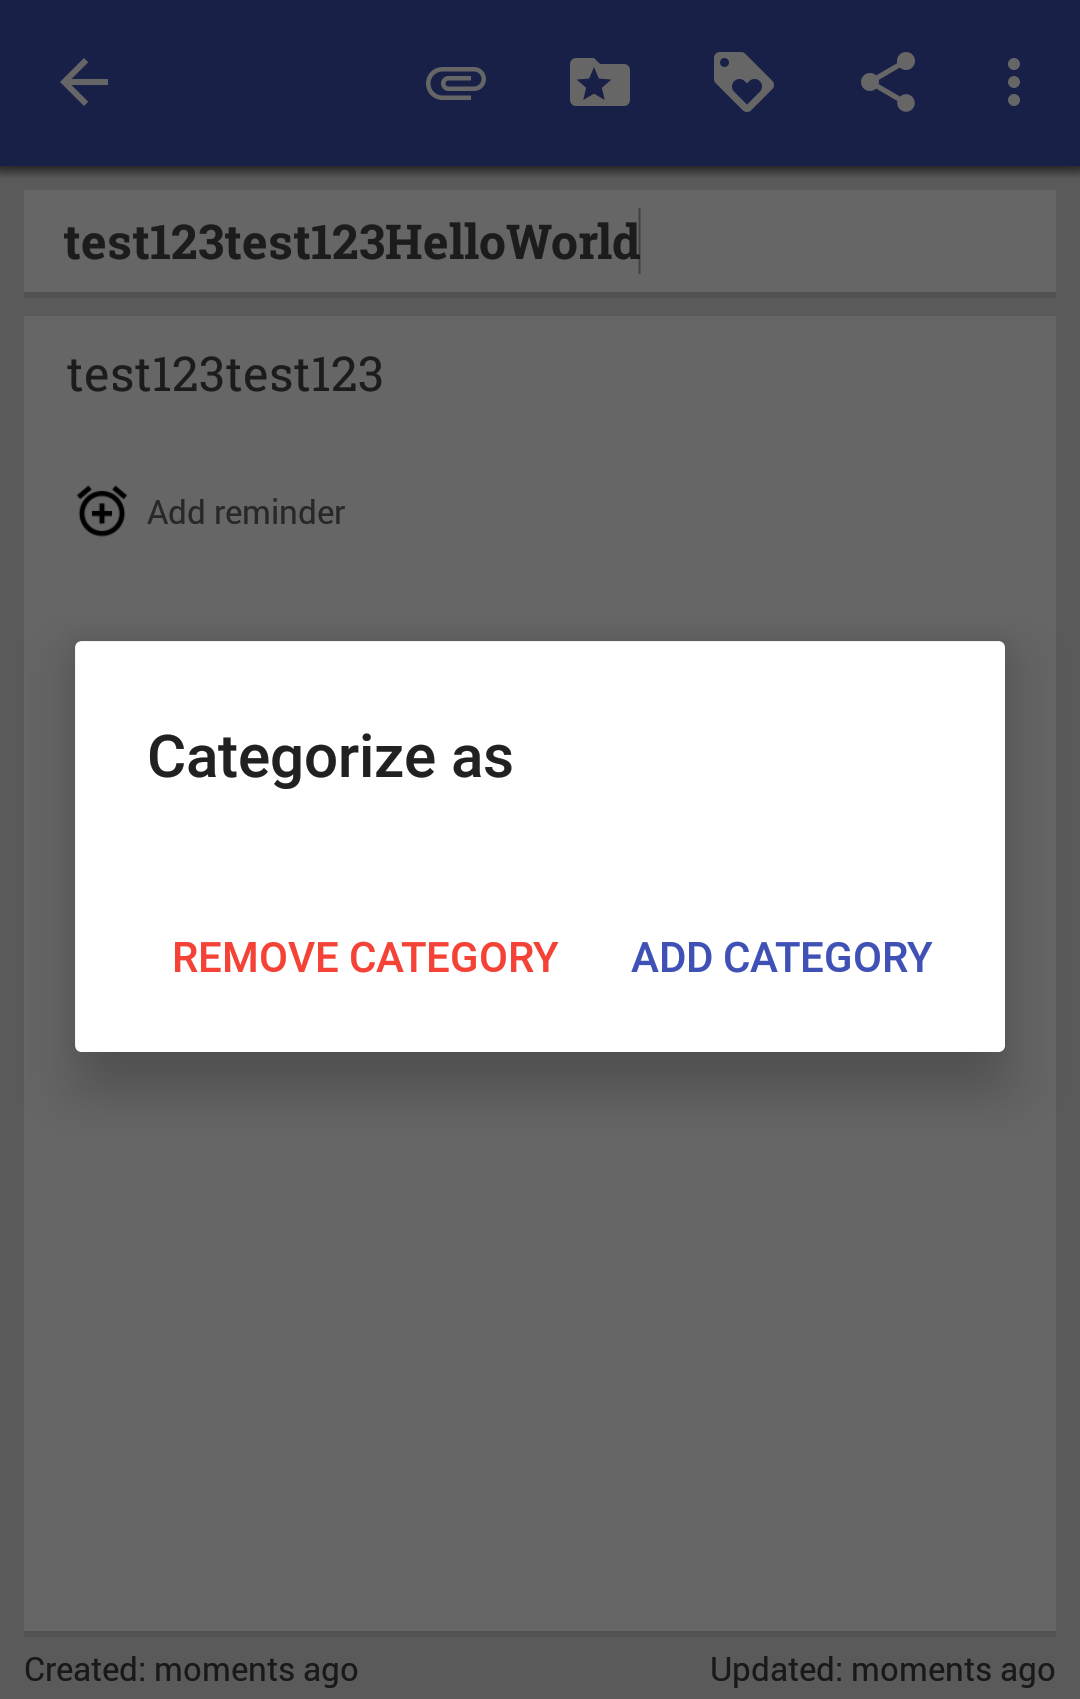 test123test123HelloWorld
test123test123
Add reminder
Categorize as
REMOVE CATEGORY ADD CATEGORY
Created: moments ago Updated: moments ago